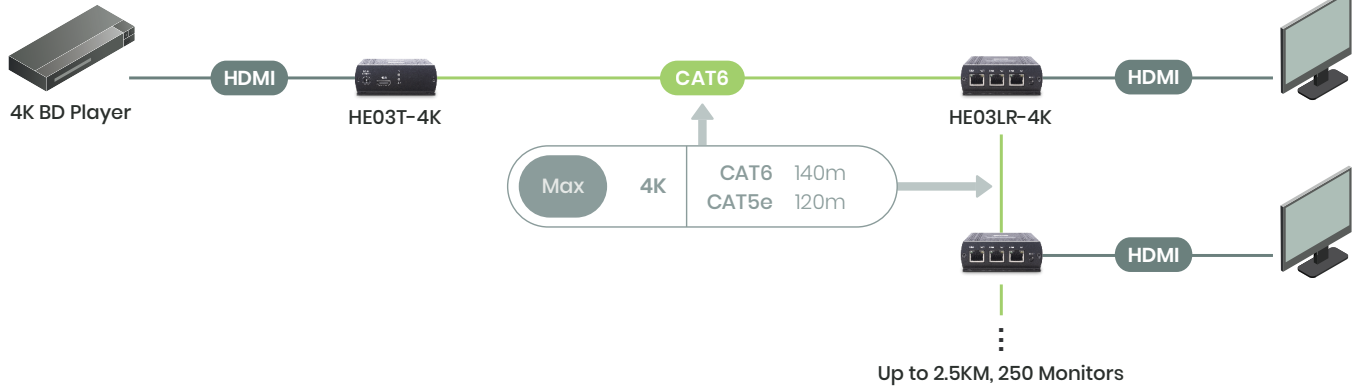 HDMI
CAT6
HDMI
4K BD Player
HE03T-4K
HE03LR-4K
Max 4K CAT6 140m
CAT5e 120m
HDMI
Up to 2.5KM, 250 Monitors